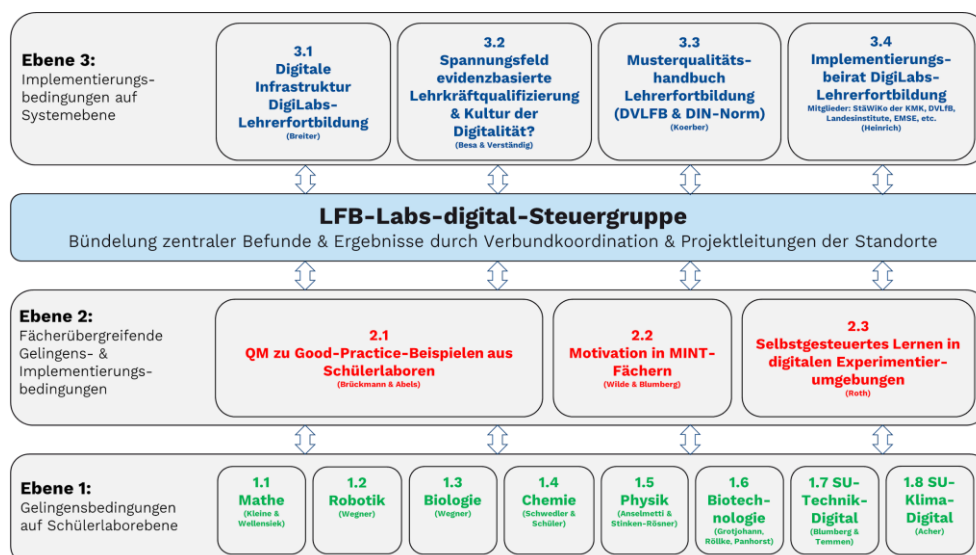 Ebene 3:
Implementierungs-
bedingungen auf
Systemebene
3.1
Digitale
Infrastruktur
DigiLabs-
Lehrerfortbildung
(Breiter)
3.2
Spannungsfeld
evidenzbasierte
Lehrkräftqualifizierung
& Kultur der
Digitalität?
(Besa & Verständig)
3.3
Musterqualitäts-
handbuch
Lehrerfortbildung
(DVLFB & DIN-Norm)
(Koerber)
3.4
Implementierungs-
beirat DigiLabs-
Lehrerfortbildung
Mitglieder: StäWiKo der KMK, DVLfB,
Landesinstitute, EMSE, etc.
(Heinrich)
LFB-Labs-digital-Steuergruppe
Bündelung zentraler Befunde & Ergebnisse durch Verbundkoordination & Projektleitungen der Standorte
Ebene 2:
Fächerübergreifende
Gelingens- &
Implementierungs-
bedingungen
2.1
QM zu Good-Practice-Beispielen aus
Schülerlaboren
(Brückmann & Abels)
2.2
Motivation in MINT-
Fächern
(Wilde & Blumberg)
2.3
Selbstgesteuertes Lernen in
digitalen Experimentier-
umgebungen
(Roth)
Ebene 1:
Gelingensbedingungen
auf Schülerlaborebene
1.1
Mathe
(Kleine &
Wellensiek)
1.2
Robotik
(Wegner)
1.3
Biologie
(Wegner)
1.4
Chemie
(Schwedler &
Schüler)
1.5
Physik
(Anselmetti &
Stinken-Rösner)
1.6
Biotech-
nologie
(Grotjohann,
Röllke, Panhorst)
1.7 SU-
Technik-
Digital
(Blumberg &
Temmen)
1.8 SU-
Klima-
Digital
(Acher)